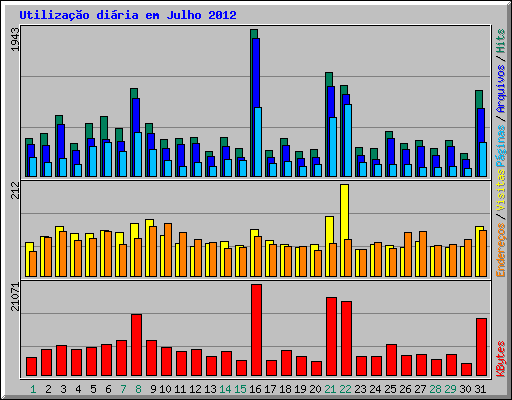 Utilização diária em Julho 2012
1943
212
21071
Endereços / Visitas Páginas / Arquivos / Hits
KBytes
1 2 3 4 5 6 7 8 9 10 11 12 13 14 15 16 17 18 19 20 21 22 23 24 25 26 27 28 29 30 31